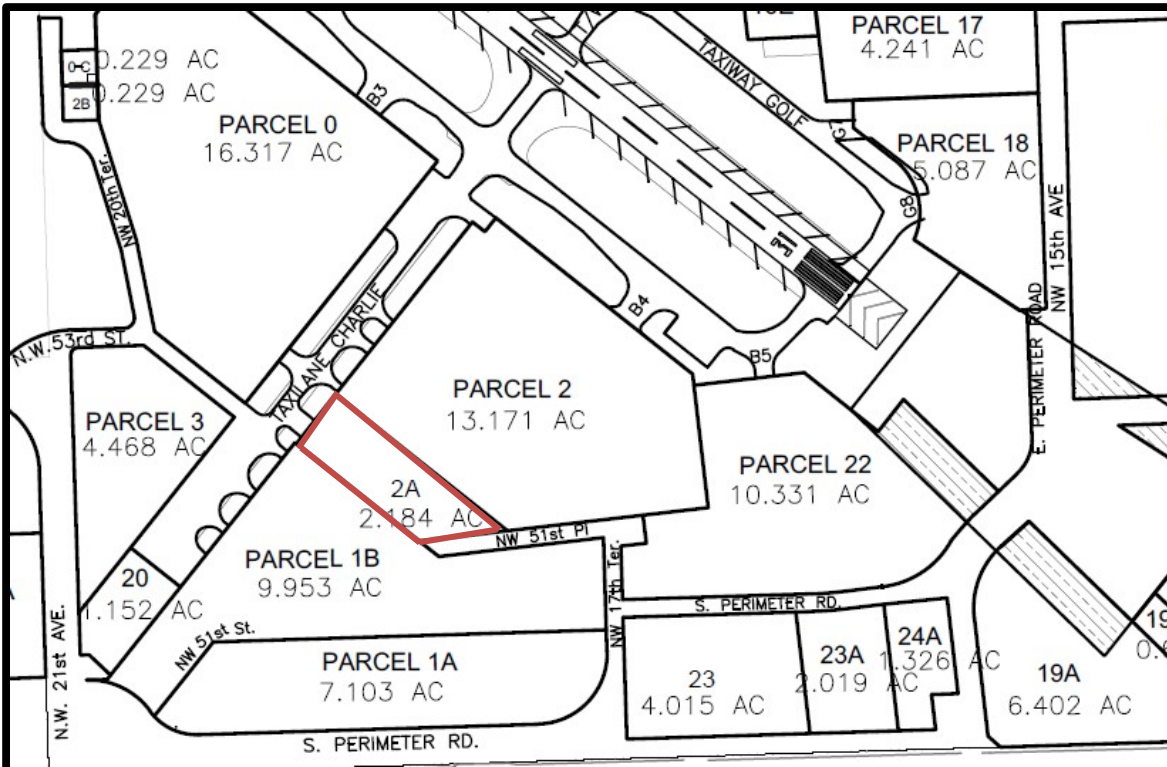 PARCEL 17
4.241 AC
0-C
0.229 AC
2B
0.229 AC
B3
TAXIWAY GOLF
G7
PARCEL 0
16.317 AC
PARCEL 18
5.087 AC
NW 20th Ter.
G8
NW 15th AVE
B4
E. PERIMETER ROAD
N.W.53rd ST.
TAXILANE CHARLIE
B5
PARCEL 2
13.171 AC
PARCEL 3
4.468 AC
PARCEL 22
10.331 AC
2A
2.184 AC
NW 51st Pl
PARCEL 1B
9.953 AC
20
1.152 AC
NW 17th Ter.
S. PERIMETER RD.
N.W. 21st AVE.
NW 51st St.
PARCEL 1A
7.103 AC
23
4.015 AC
23A
2.019 AC
24A
1.326 AC
19A
6.402 AC
19
0.
S. PERIMETER RD.